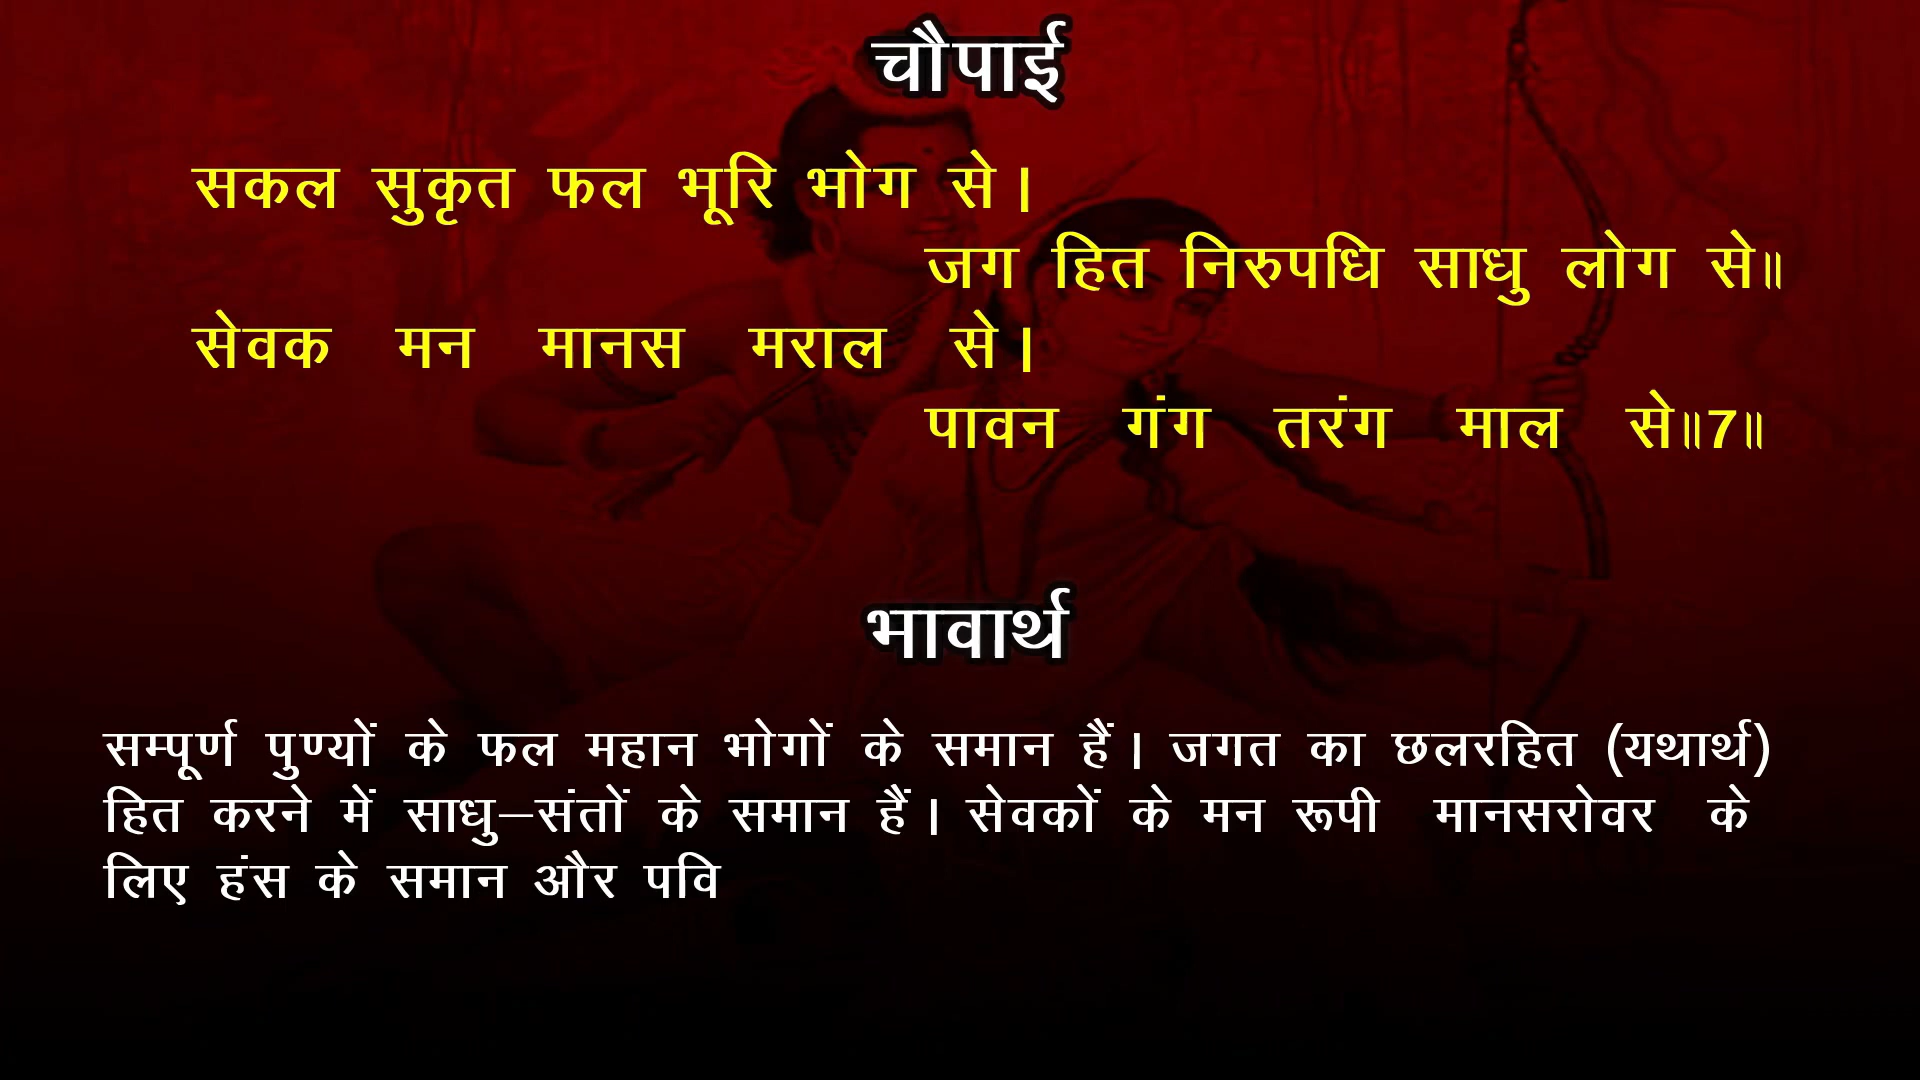 चौपाई
सकल सुकृत फल भूरि भोग से।
जग हित निरुपधि साधु लोग से॥
सेवक मन मानस मराल से।
पावन गंग तरंग माल से॥7॥
भावार्थ
सम्पूर्ण पुण्यों के फल महान भोगों के समान हैं। जगत का छलरहित (यथार्थ)
हित करने में साधु–संतों के समान हैं। सेवकों के मन रूपी मानसरोवर के
लिए हंस के समान और पवि